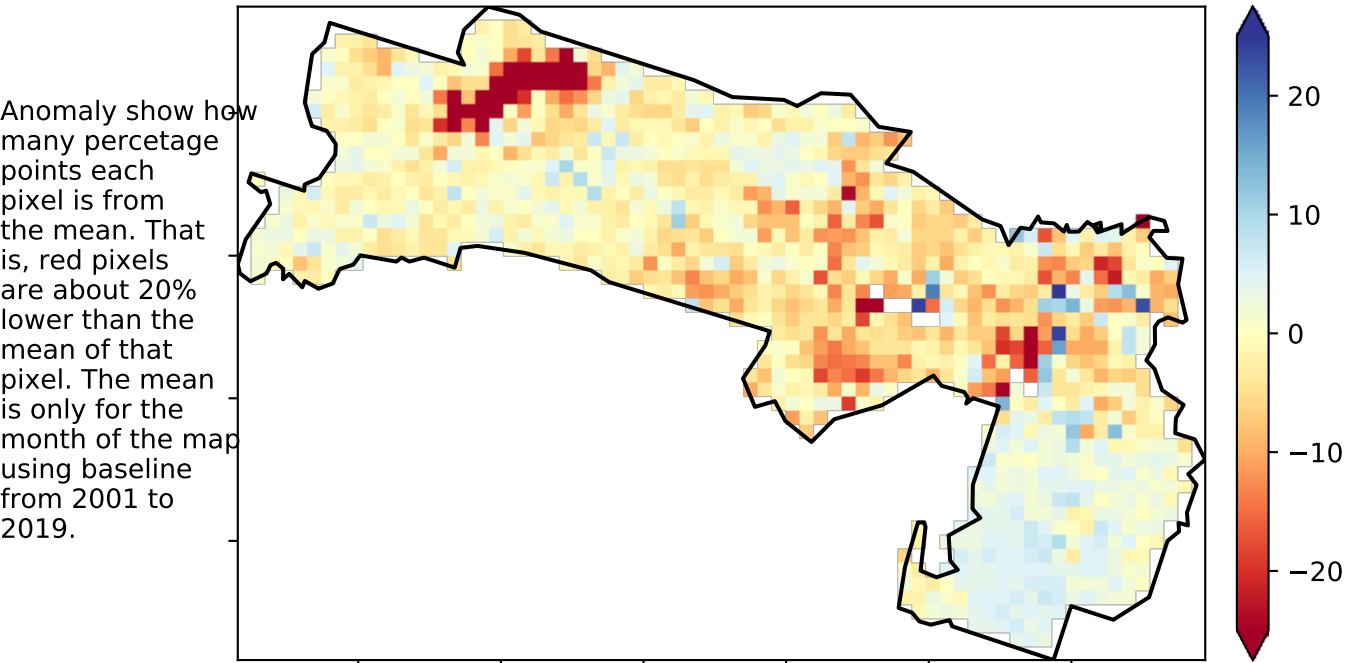 Anomaly show how
many percetage
points each
pixel is from
the mean. That
is, red pixels
are about 20%
lower than the
mean of that
pixel. The mean
is only for the
month of the map
using baseline
from 2001 to
2019.
20
10
0
−10
−20